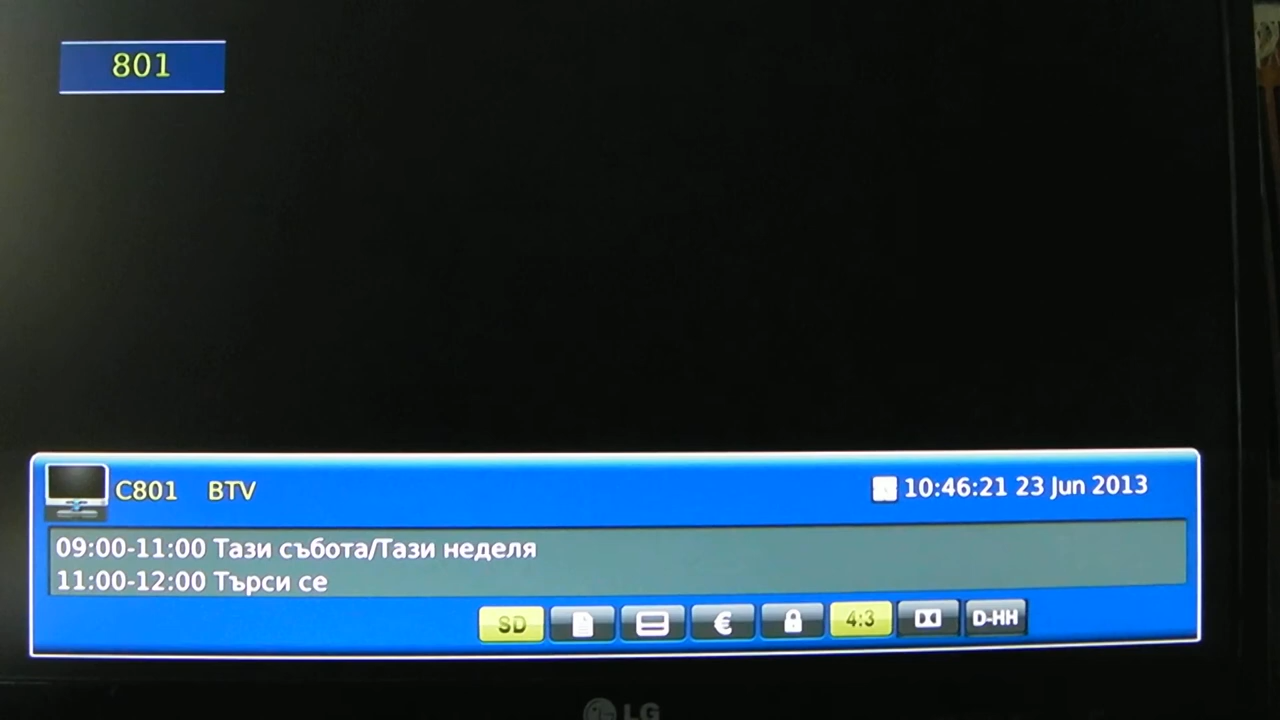 801
C801 BTV
10:46:21 23 Jun 2013
09:00-11:00 Тази събота/Тази неделя
11:00-12:00 Търси се
SD € 4:3 D-HH
LG